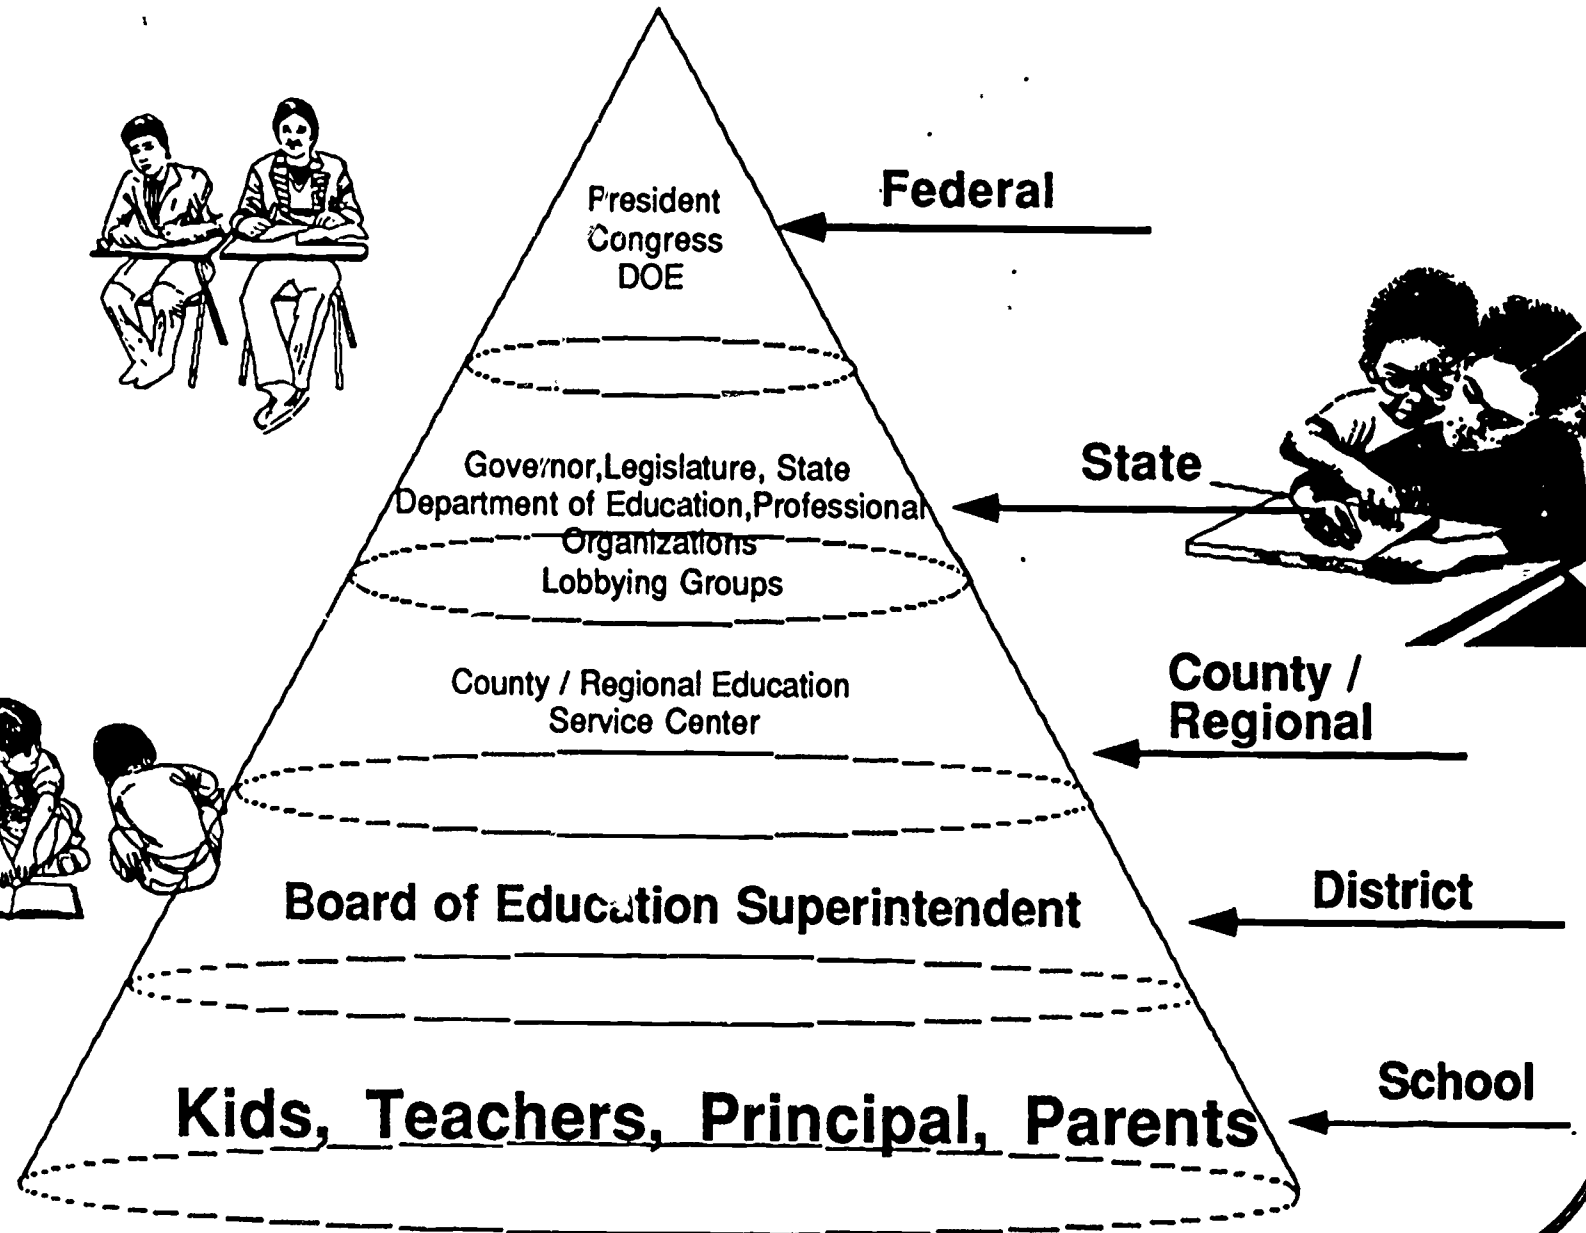 President
Congress
DOE
Federal
Governor,Legislature, State
Department of Education,Professional
Organizations
Lobbying Groups
State
County / Regional Education
Service Center
County /
Regional
Board of Education Superintendent
District
Kids, Teachers, Principal, Parents
School